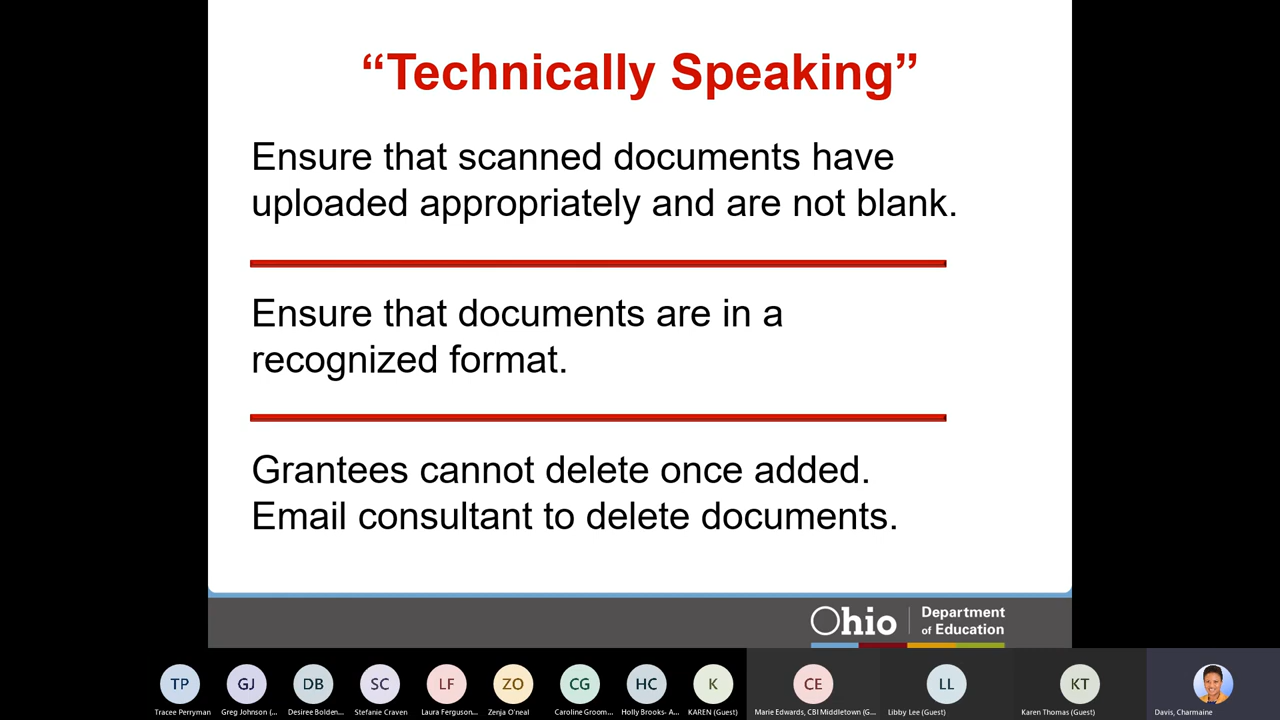 “Technically Speaking”
Ensure that scanned documents have
uploaded appropriately and are not blank.
Ensure that documents are in a
recognized format.
Grantees cannot delete once added.
Email consultant to delete documents.
Ohio
Department
of Education
TP
GJ
DB
SC
LF
ZO
CG
HC
K
CE
LL
KT
Tracee Perryman
Greg Johnson (...
Desiree Bolden...
Stefanie Craven
Laura Ferguson...
Zenja O'neal
Caroline Groom...
Holly Brooks- A...
KAREN (Guest)
Marie Edwards, CBI Middletown (G...
Libby Lee (Guest)
Karen Thomas (Guest)
Davis, Charmaine